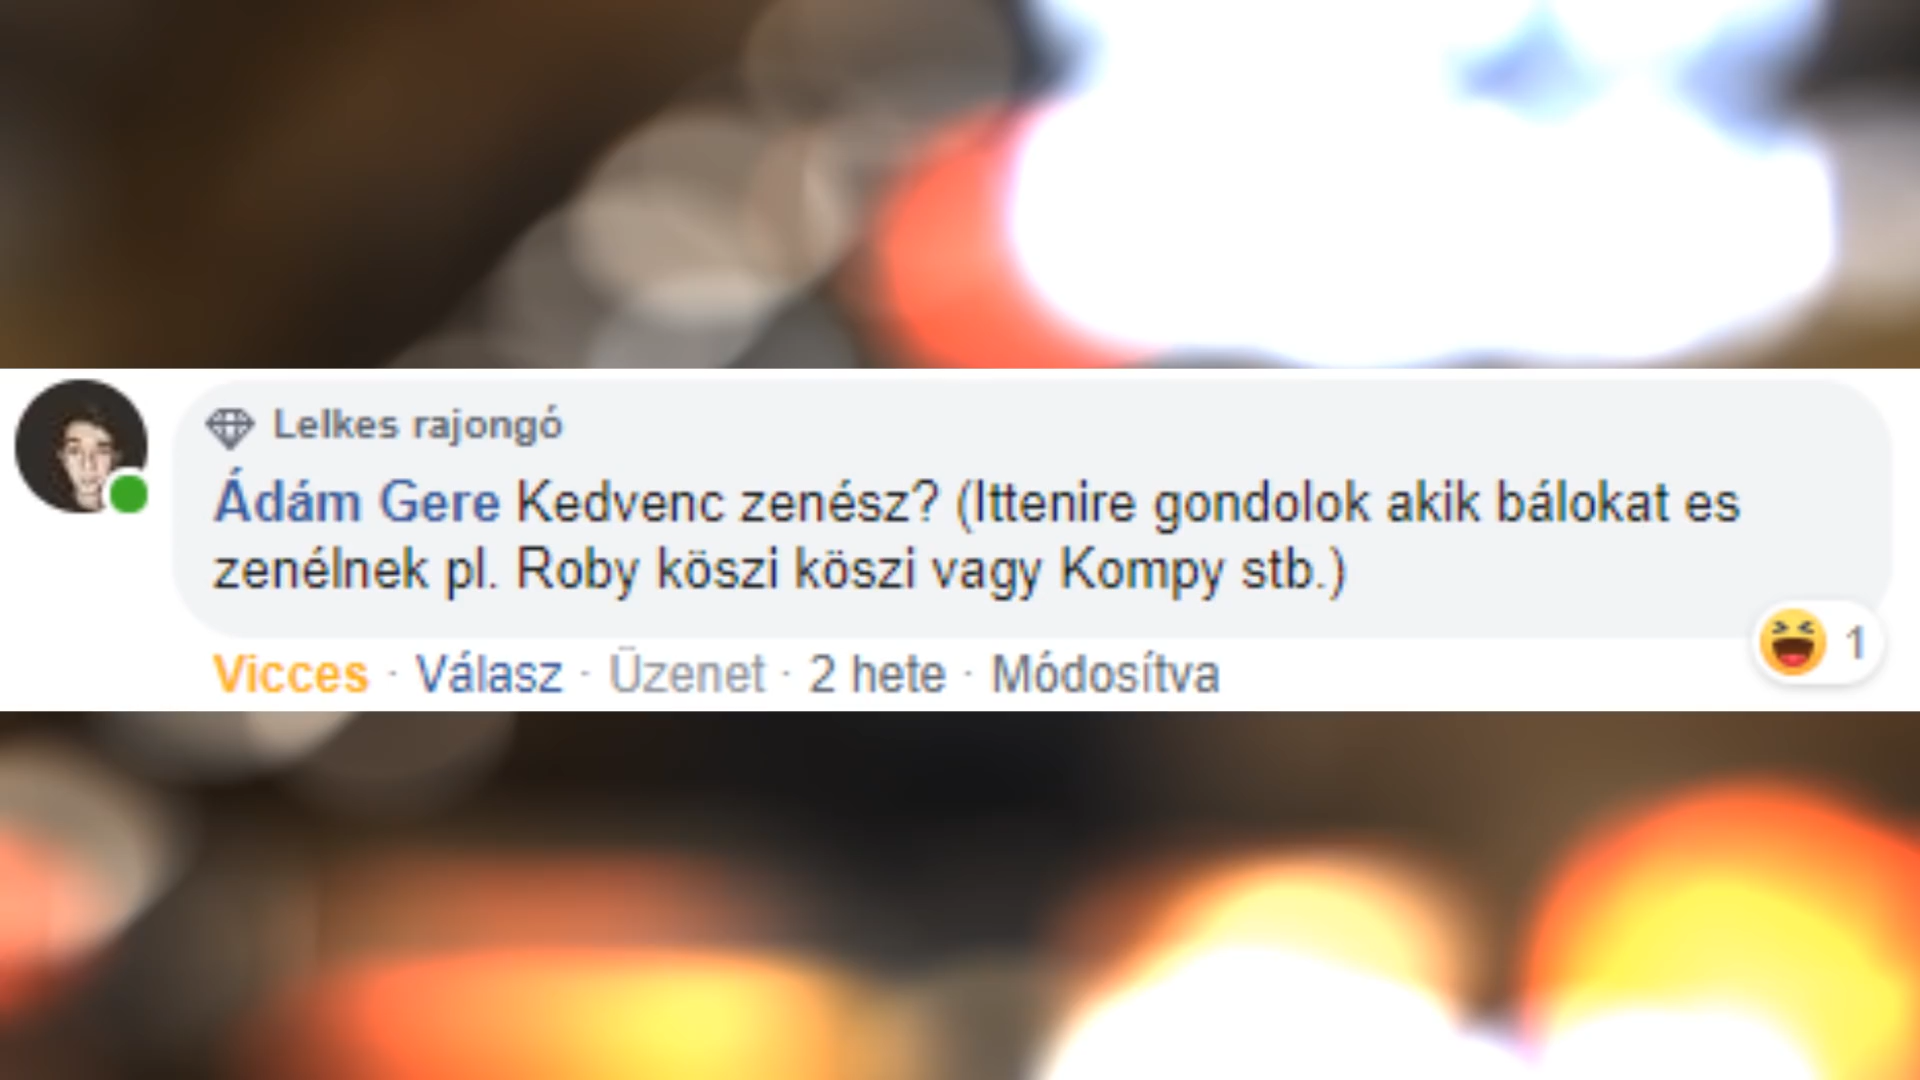 Lelkes rajongó
Ádám Gere Kedvenc zenész? (Ittenire gondolok akik bálokat es
zenélnek pl. Roby köszi köszi vagy Kompy stb.)
1
Vicces · Válasz · Üzenet · 2 hete · Módosítva